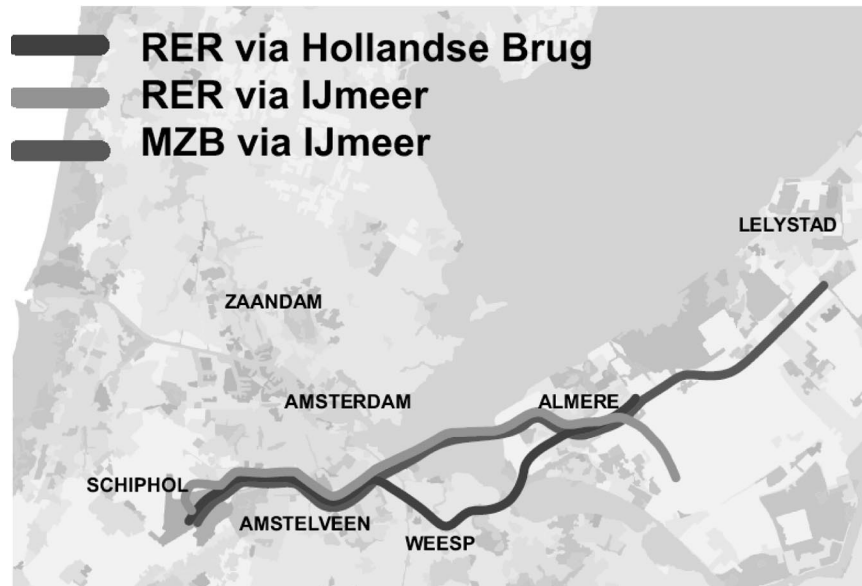 RER via Hollandse Brug
RER via IJmeer
MZB via IJmeer
LELYSTAD
ZAANDAM
AMSTERDAM
ALMERE
SCHIPHOL
AMSTELVEEN
WEESP